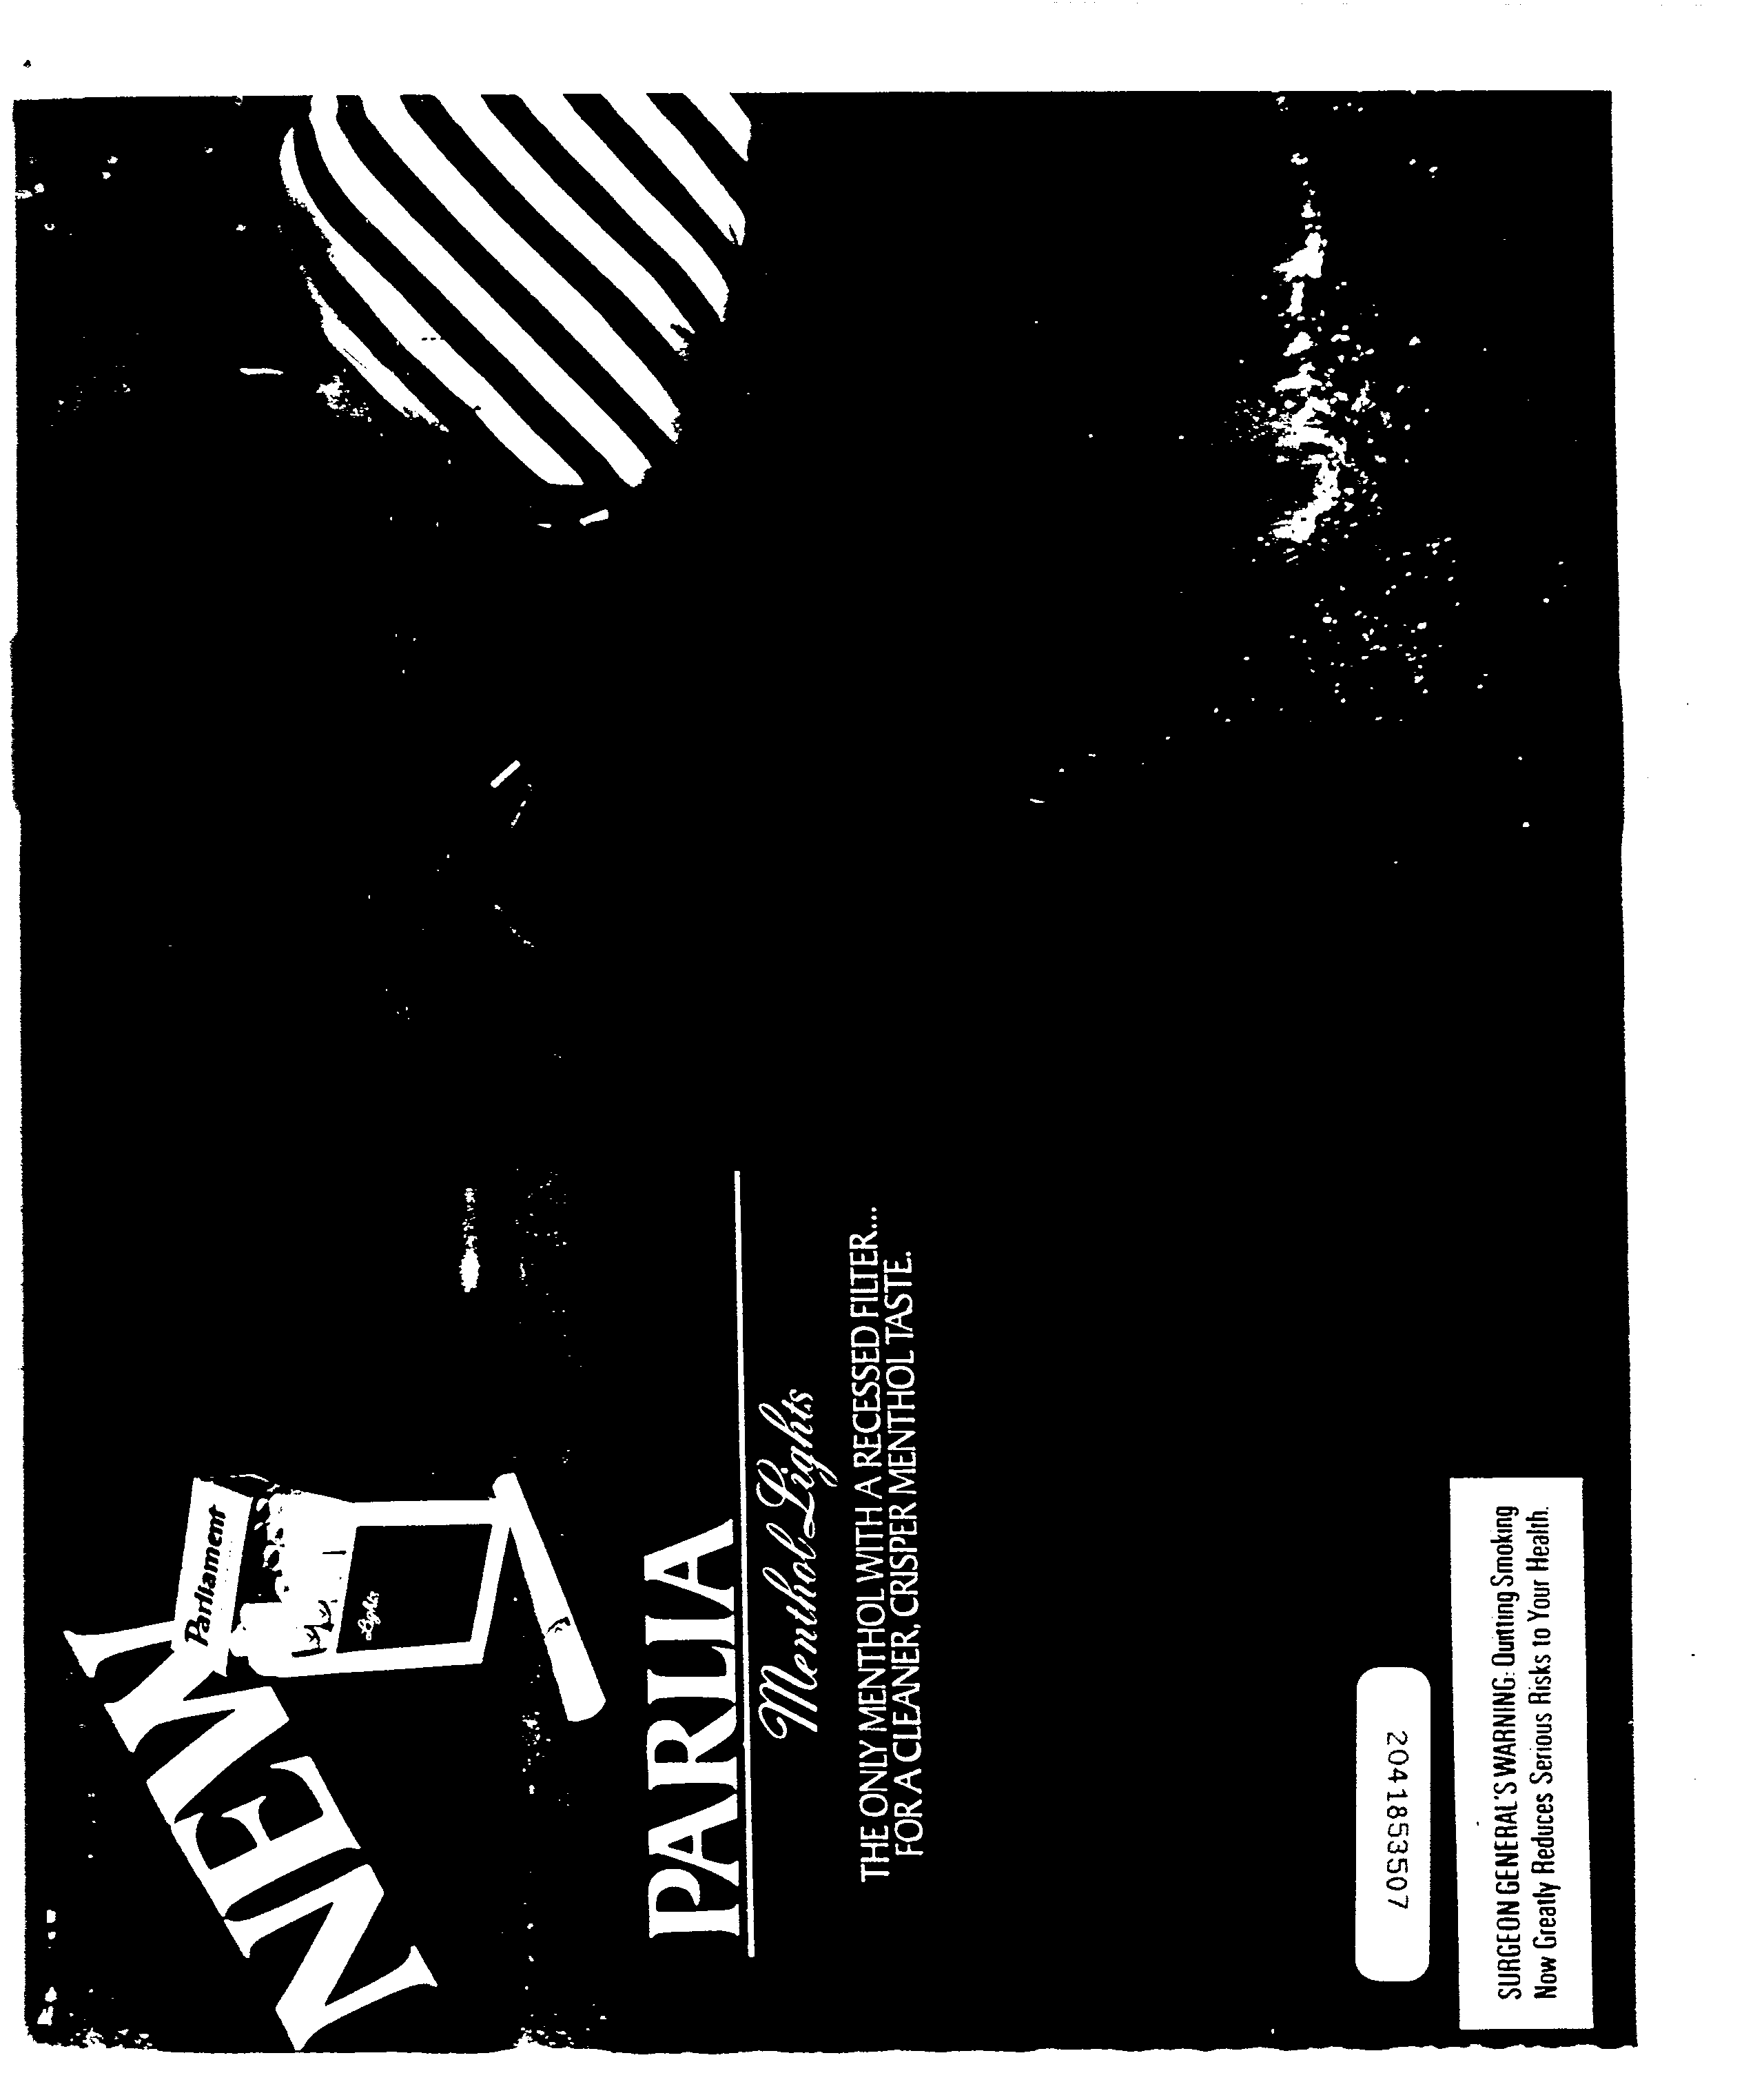 NEW
Parliament
Lights
PARLIA
Menthol Lights
THE ONLY MENTHOL WITH A RECESSED FILTER...
FOR A CLEANER, CRISPER MENTHOL TASTE.
2041853507
SURGEON GENERAL'S WARNING: Quitting Smoking
Now Greatly Reduces Serious Risks to Your Health.